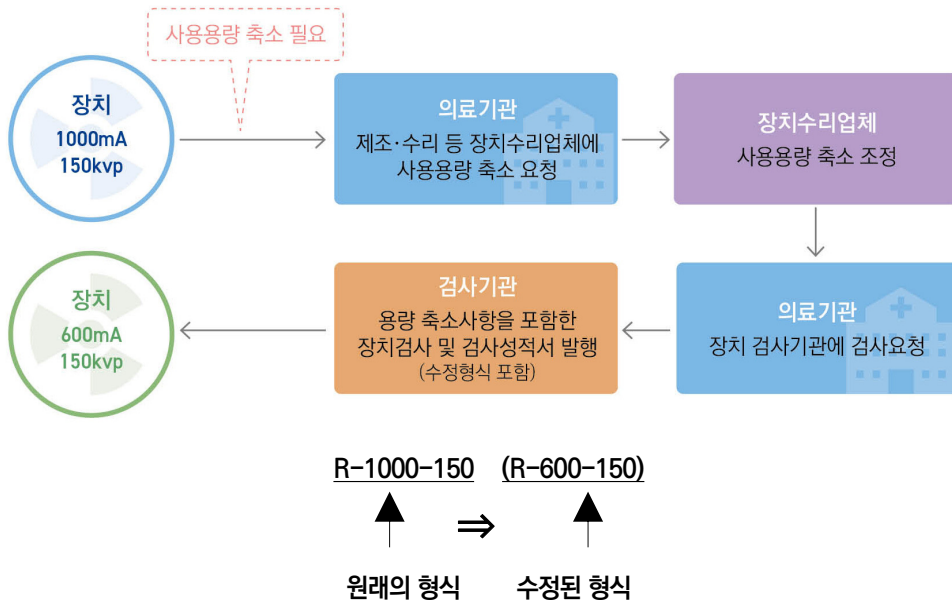 사용용량 축소 필요
장치
1000mA
150kvp
의료기관
제조·수리 등 장치수리업체에
사용용량 축소 요청
장치수리업체
사용용량 축소 조정
의료기관
장치 검사기관에 검사요청
검사기관
용량 축소사항을 포함한
장치검사 및 검사성적서 발행
(수정형식 포함)
장치
600mA
150kvp
R-1000-150 (R-600-150)
⇒
원래의 형식 수정된 형식